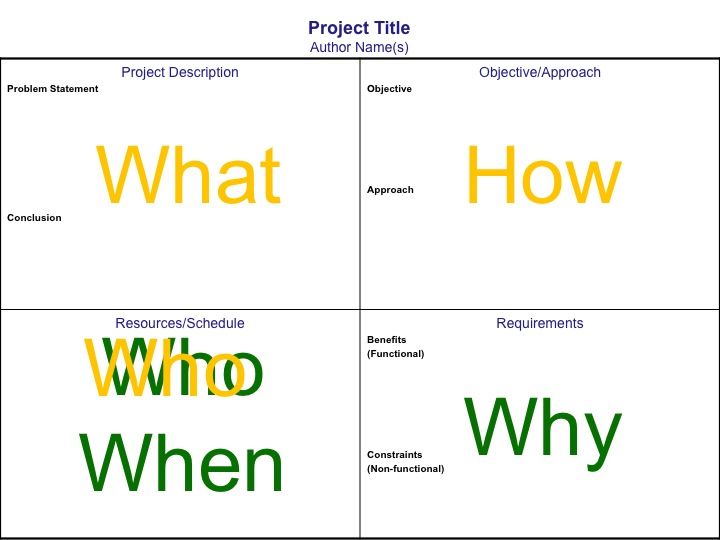 Project Title
Author Name(s)
Project Description
Problem Statement
What
Conclusion
Objective/Approach
Objective
How
Approach
Resources/Schedule
Who
Who
When
Requirements
Benefits
(Functional)
Why
Constraints
(Non-functional)